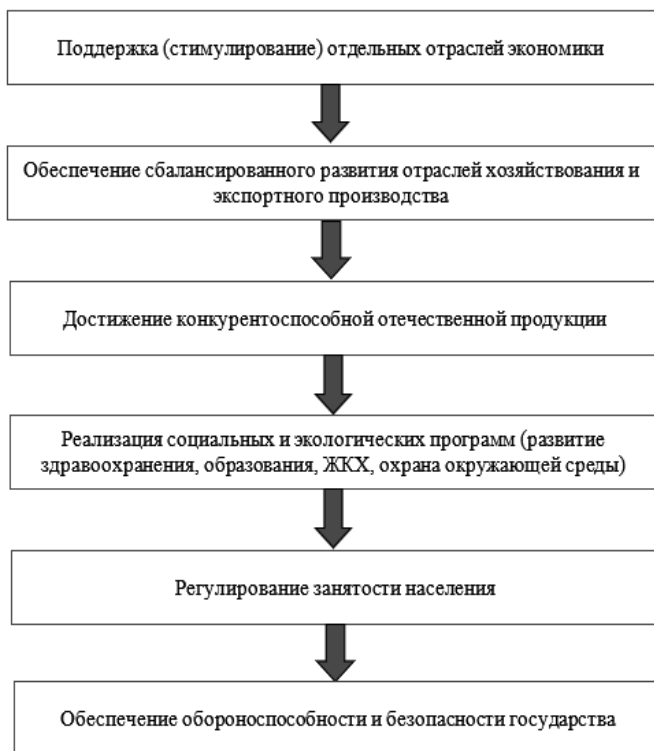 Поддержка (стимулирование) отдельных отраслей экономики
Обеспечение сбалансированного развития отраслей хозяйствования и
экспортного производства
Достижение конкурентоспособной отечественной продукции
Реализация социальных и экологических программ (развитие
здравоохранения, образования, ЖКХ, охрана окружающей среды)
Регулирование занятости населения
Обеспечение обороноспособности и безопасности государства